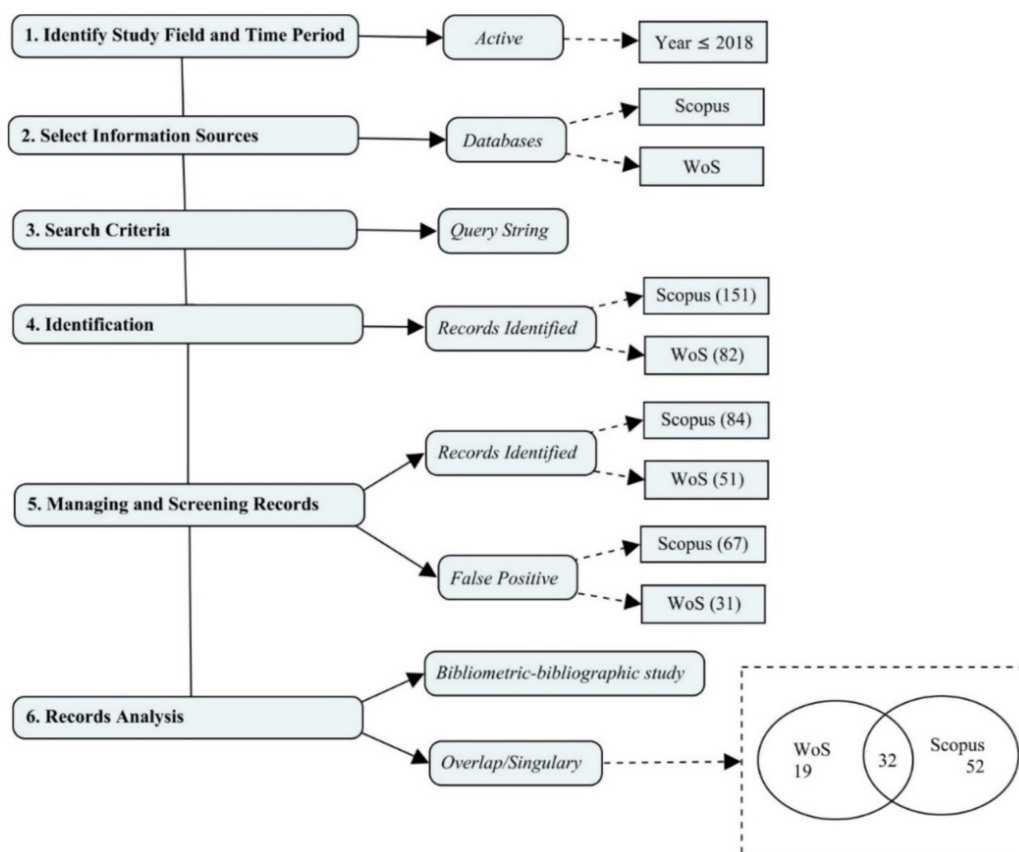 1. Identify Study Field and Time Period
Active
Year ≤ 2018
2. Select Information Sources
Databases
Scopus
WoS
3. Search Criteria
Query String
4. Identification
Records Identified
Scopus (151)
WoS (82)
5. Managing and Screening Records
Records Identified
Scopus (84)
WoS (51)
False Positive
Scopus (67)
WoS (31)
6. Records Analysis
Bibliometric-bibliographic study
Overlap/Singulary
WoS
19
32
Scopus
52